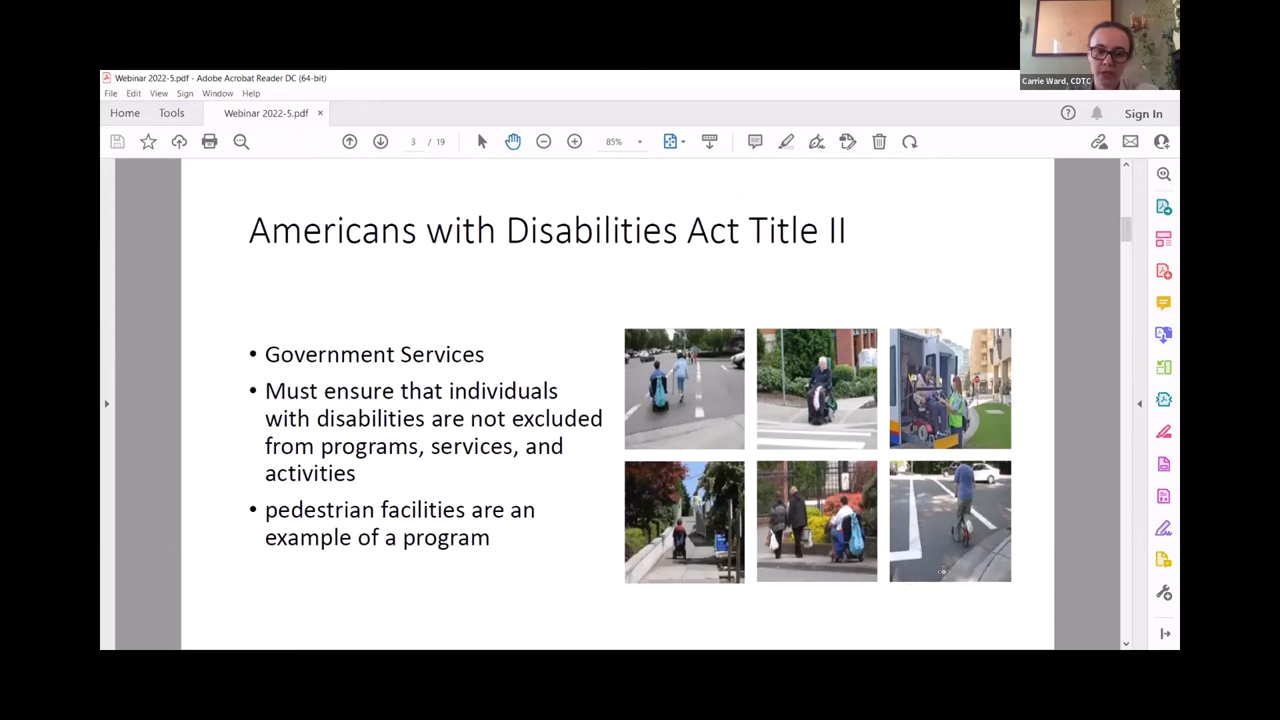 Carrie Ward, CDTC
Webinar 2022-5.pdf - Adobe Acrobat Reader DC (64-bit)
File Edit View Sign Window Help
Home Tools Webinar 2022-5.pdf × Sign In
3 / 19 85%
Americans with Disabilities Act Title II
• Government Services
• Must ensure that individuals
with disabilities are not excluded
from programs, services, and
activities
• pedestrian facilities are an
example of a program